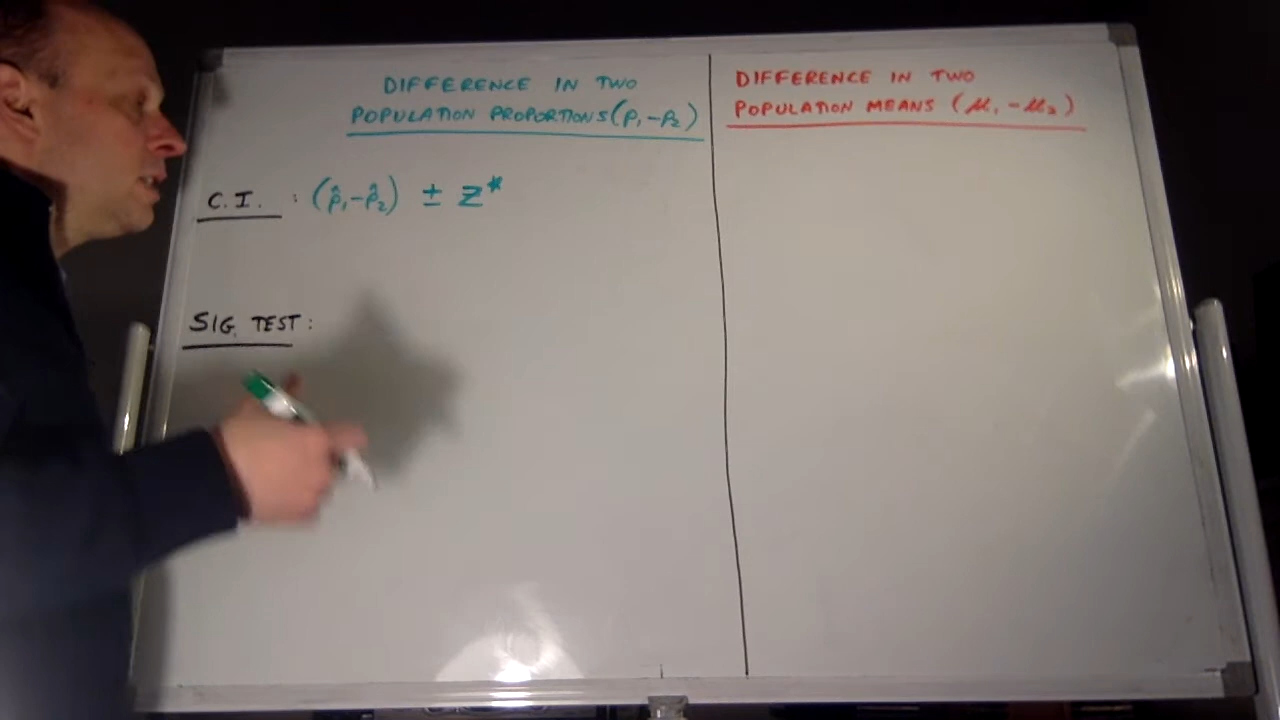 DIFFERENCE IN TWO
POPULATION PROPORTIONS (p₁-p₂)
C.I. : (p̂₁-p̂₂) ± z*
SIG. TEST:
DIFFERENCE IN TWO
POPULATION MEANS (μ₁-μ₂)